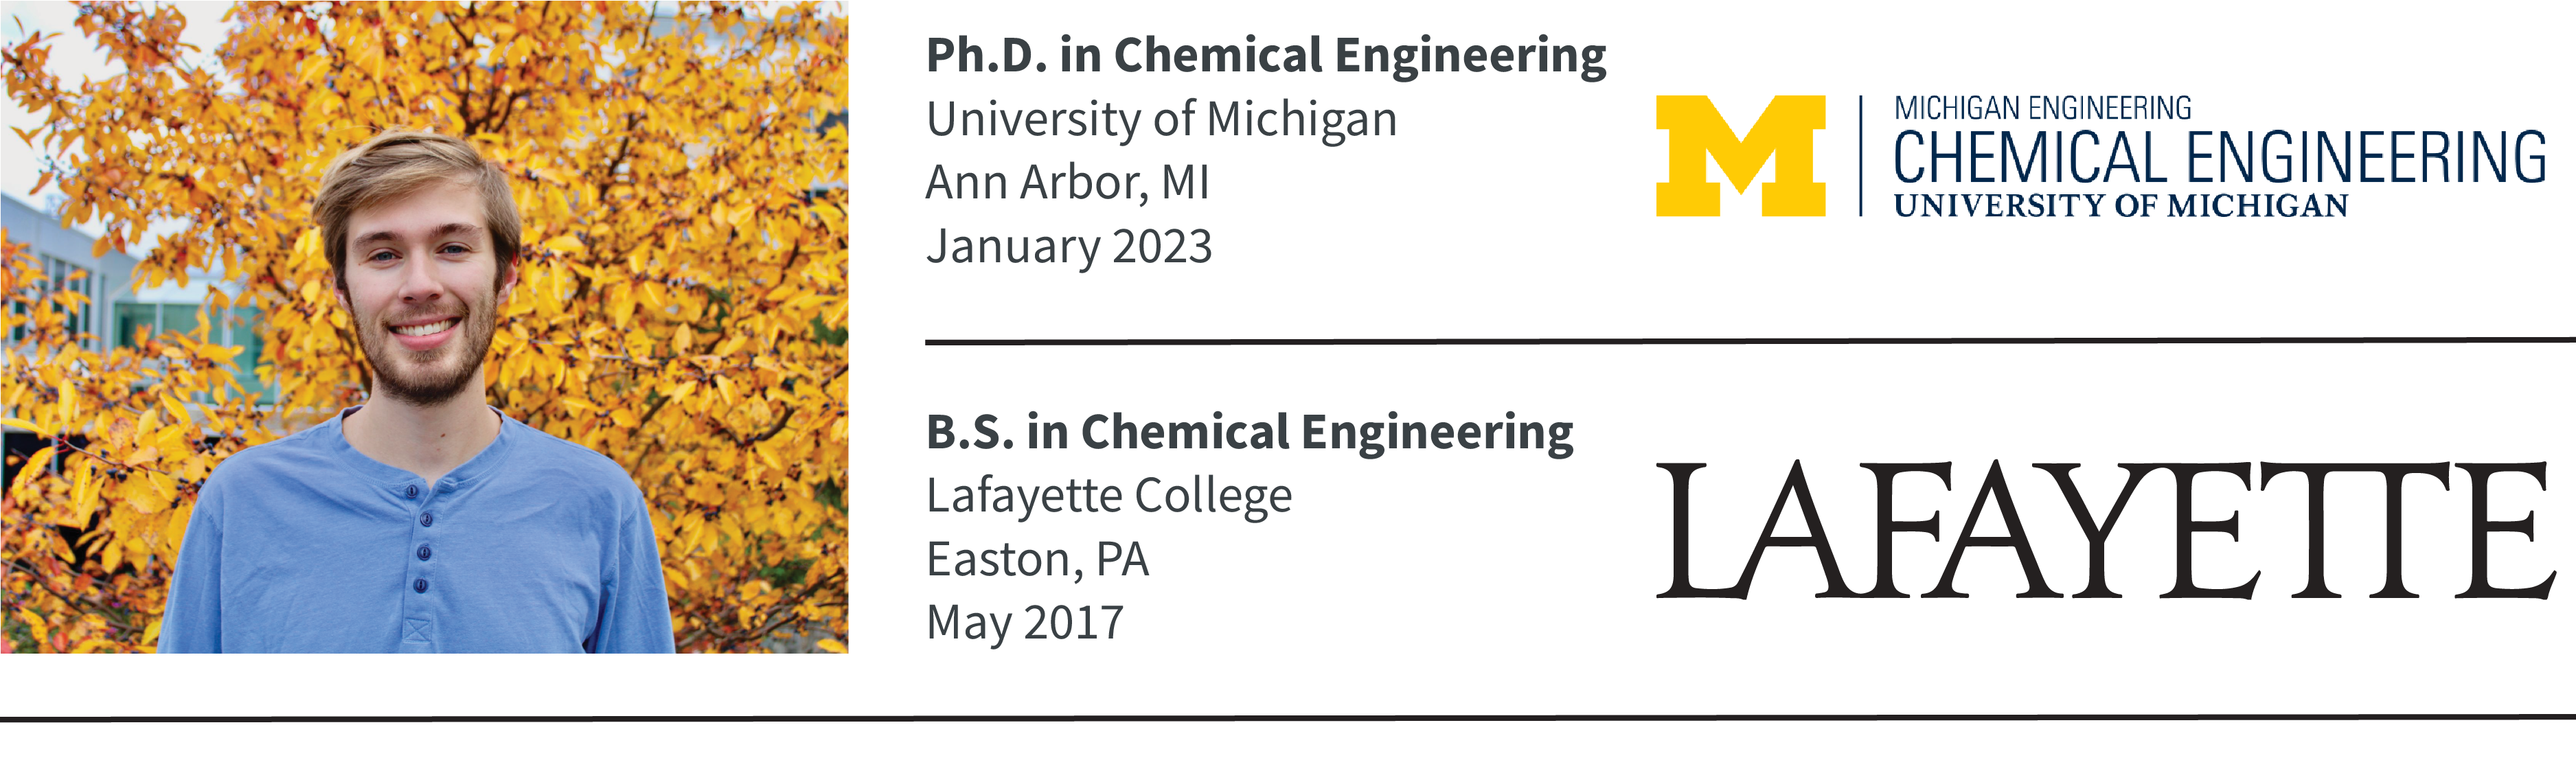 Ph.D. in Chemical Engineering
University of Michigan
Ann Arbor, MI
January 2023
M
MICHIGAN ENGINEERING
CHEMICAL ENGINEERING
UNIVERSITY OF MICHIGAN
B.S. in Chemical Engineering
Lafayette College
Easton, PA
May 2017
LAFAYETTE